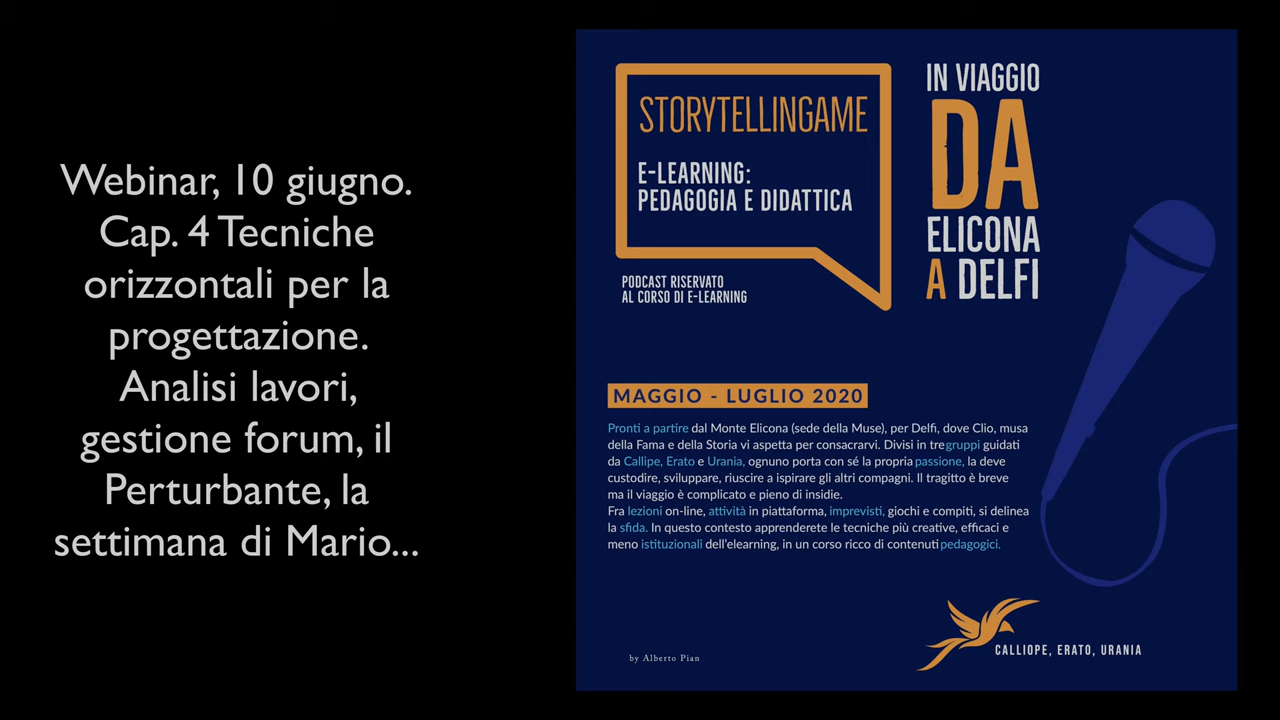 Webinar, 10 giugno.
Cap. 4 Tecniche
orizzontali per la
progettazione.
Analisi lavori,
gestione forum, il
Perturbante, la
settimana di Mario...
STORYTELLINGAME
E-LEARNING:
PEDAGOGIA E DIDATTICA
PODCAST RISERVATO
AL CORSO DI E-LEARNING
IN VIAGGIO
DA
ELICONA
A DELFI
MAGGIO - LUGLIO 2020
Pronti a partire dal Monte Elicona (sede della Muse), per Delfi, dove Clio, musa
della Fama e della Storia vi aspetta per consacrarvi. Divisi in tre gruppi guidati
da Callipe, Erato e Urania, ognuno porta con sé la propria passione, la deve
custodire, sviluppare, riuscire a ispirare gli altri compagni. Il tragitto è breve
ma il viaggio è complicato e pieno di insidie.
Fra lezioni on-line, attività in piattaforma, imprevisti, giochi e compiti, si delinea
la sfida. In questo contesto apprenderete le tecniche più creative, efficaci e
meno istituzionali dell'elearning, in un corso ricco di contenuti pedagogici.
CALLIOPE, ERATO, URANIA
by Alberto Pian